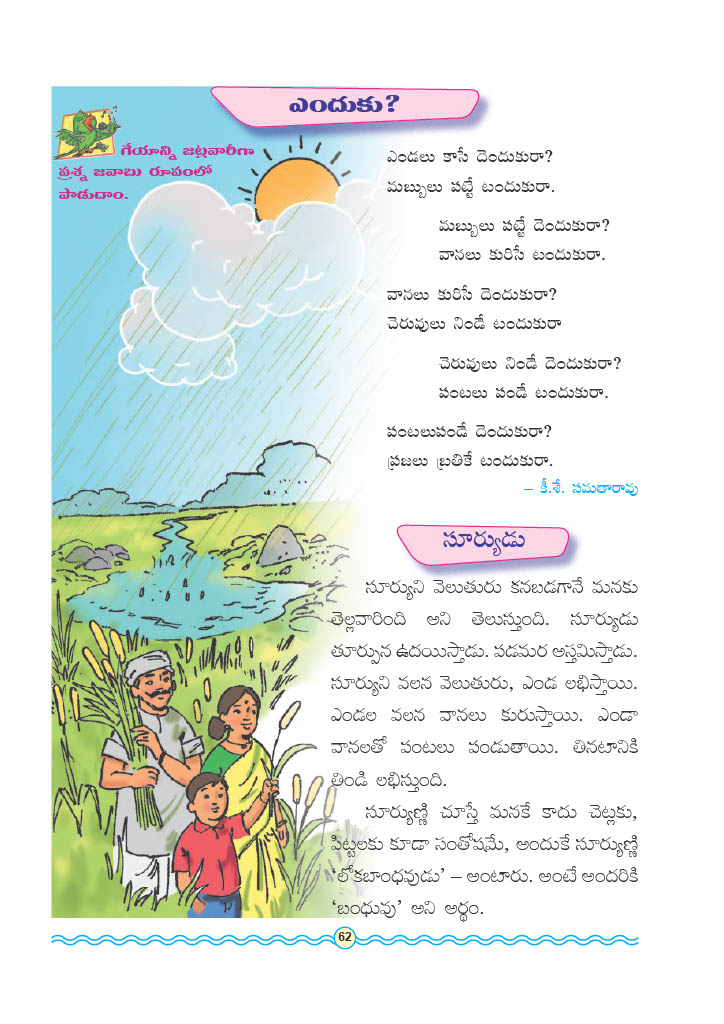 ఎందుకు?
గేయాన్ని జట్లవారీగా
ప్రశ్న జవాబు రూపంలో
పాడుదాం.
ఎండలు కాసే దెందుకురా?
మబ్బులు పట్టే టందుకురా.
మబ్బులు పట్టే దెందుకురా?
వానలు కురిసే టందుకురా.
వానలు కురిసే దెందుకురా?
చెరువులు నిండే టందుకురా
చెరువులు నిండే దెందుకురా?
పంటలు పండే టందుకురా.
పంటలుపండే దెందుకురా?
ప్రజలు బ్రతికే టందుకురా.
– కీ.శే. సమతారావు
సూర్యుడు
సూర్యుని వెలుతురు కనబడగానే మనకు
తెల్లవారింది అని తెలుస్తుంది. సూర్యుడు
తూర్పున ఉదయిస్తాడు. పడమర అస్తమిస్తాడు.
సూర్యుని వలన వెలుతురు, ఎండ లభిస్తాయి.
ఎండల వలన వానలు కురుస్తాయి. ఎండా
వానలతో పంటలు పండుతాయి. తినటానికి
తిండి లభిస్తుంది.
సూర్యుణ్ణి చూస్తే మనకే కాదు చెట్లకు,
పిట్టలకు కూడా సంతోషమే, అందుకే సూర్యుణ్ణి
‘లోకబాంధవుడు’ – అంటారు. అంటే అందరికి
‘బంధువు’ అని అర్థం.
62